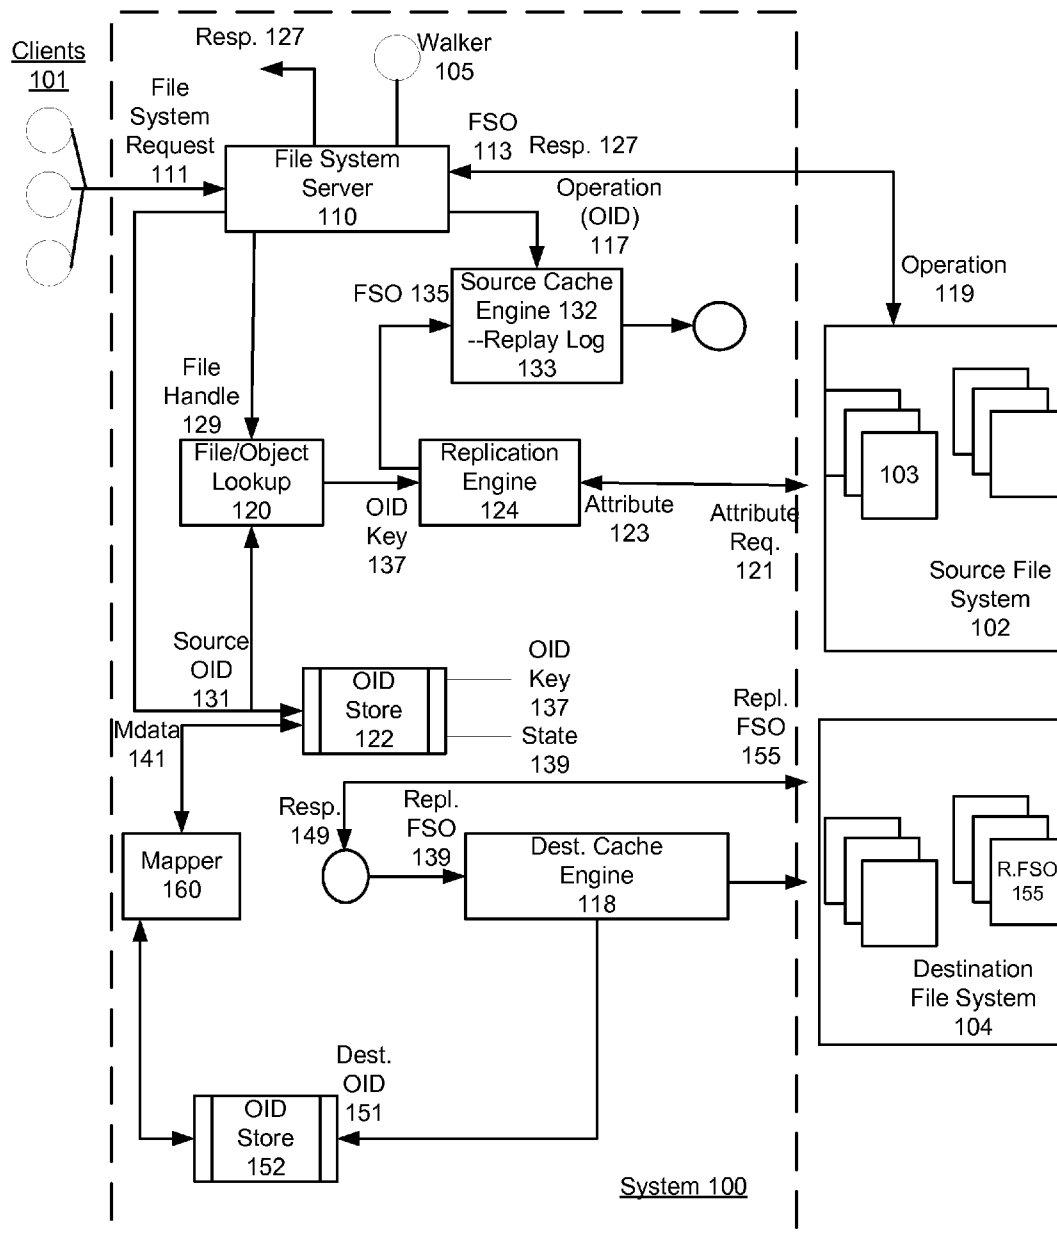 Clients
101
Resp. 127
Walker
105
File
System
Request
111
FSO
113
Resp. 127
File System
Server
110
Operation
(OID)
117
Operation
119
FSO 135
Source Cache
Engine 132
--Replay Log
133
File
Handle
129
File/Object
Lookup
120
OID
Key
137
Replication
Engine
124
Attribute
123
Attribute
Req.
121
103
Source File
System
102
Source
OID
131
OID
Store
122
OID
Key
137
State
139
Mdata
141
Repl.
FSO
155
Resp.
149
Repl.
FSO
139
Mapper
160
Dest. Cache
Engine
118
R.FSO
155
Destination
File System
104
Dest.
OID
151
OID
Store
152
System 100